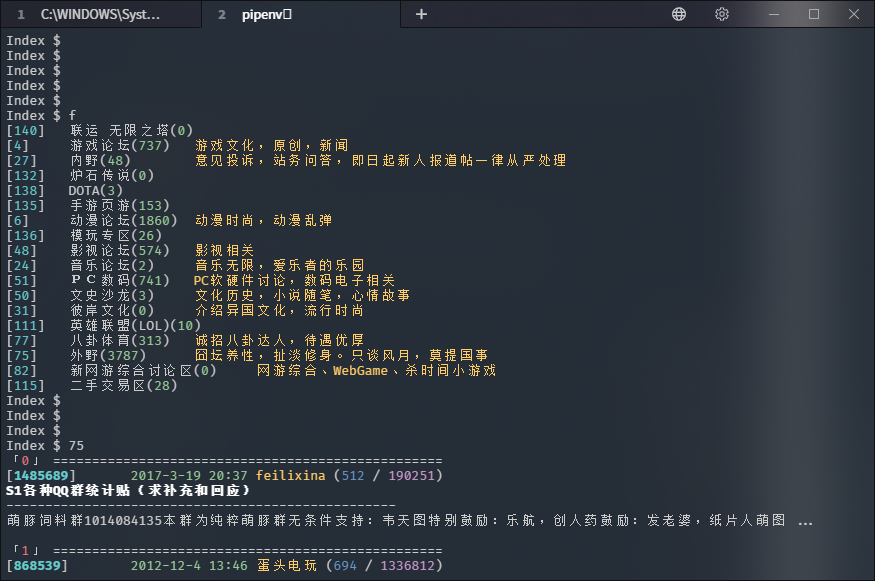 1 C:\WINDOWS\Syst...
2 pipenv
Index $
Index $
Index $
Index $
Index $
Index $ f
[140] 联运 无限之塔(0)
[4] 游戏论坛(737) 游戏文化，原创，新闻
[27] 内野(48) 意见投诉，站务问答，即日起新人报道帖一律从严处理
[132] 炉石传说(0)
[138] DOTA(3)
[135] 手游页游(153)
[6] 动漫论坛(1860) 动漫时尚，动漫乱弹
[136] 模玩专区(26)
[48] 影视论坛(574) 影视相关
[24] 音乐论坛(2) 音乐无限，爱乐者的乐园
[51] ＰＣ数码(741) PC软硬件讨论，数码电子相关
[50] 文史沙龙(3) 文化历史，小说随笔，心情故事
[31] 彼岸文化(0) 介绍异国文化，流行时尚
[111] 英雄联盟(LOL)(10)
[77] 八卦体育(313) 诚招八卦达人，待遇优厚
[75] 外野(3787) 囧坛养性，扯淡修身。只谈风月，莫提国事
[82] 新网游综合讨论区(0) 网游综合、WebGame、杀时间小游戏
[115] 二手交易区(28)
Index $
Index $
Index $
Index $ 75
「0」 ==================================================
[1485689] 2017-3-19 20:37 feilixina (512 / 190251)
S1各种QQ群统计贴（求补充和回应）
--------------------------------------------------
萌豚饲料群1014084135本群为纯粹萌豚群无条件支持：韦天图特别鼓励：乐航，创人药鼓励：发老婆，纸片人萌图 ...
「1」 ==================================================
[868539] 2012-12-4 13:46 蛋头电玩 (694 / 1336812)